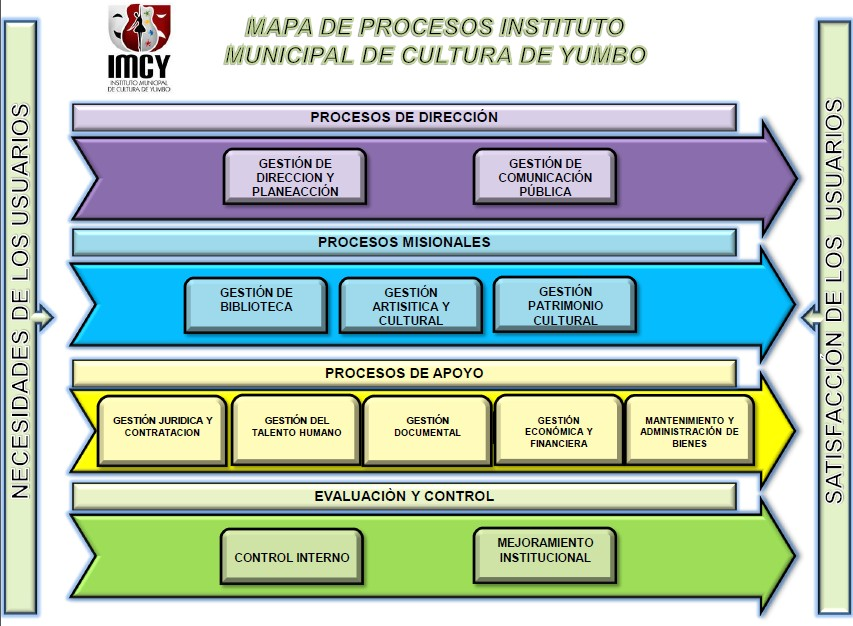 MAPA DE PROCESOS INSTITUTO
MUNICIPAL DE CULTURA DE YUMBO
IMCY
INSTITUTO MUNICIPAL
DE CULTURA DE YUMBO
NECESIDADES DE LOS USUARIOS
PROCESOS DE DIRECCIÓN
GESTIÓN DE
DIRECCION Y
PLANEACCIÓN
GESTIÓN DE
COMUNICACIÓN
PÚBLICA
PROCESOS MISIONALES
GESTIÓN DE
BIBLIOTECA
GESTIÓN
ARTISITICA Y
CULTURAL
GESTIÓN
PATRIMONIO
CULTURAL
PROCESOS DE APOYO
GESTIÓN JURIDICA Y
CONTRATACION
GESTIÓN DEL
TALENTO HUMANO
GESTIÓN
DOCUMENTAL
GESTIÓN
ECONÓMICA Y
FINANCIERA
MANTENIMIENTO Y
ADMINISTRACIÓN DE
BIENES
EVALUACIÒN Y CONTROL
CONTROL INTERNO
MEJORAMIENTO
INSTITUCIONAL
SATISFACCIÓN DE LOS USUARIOS